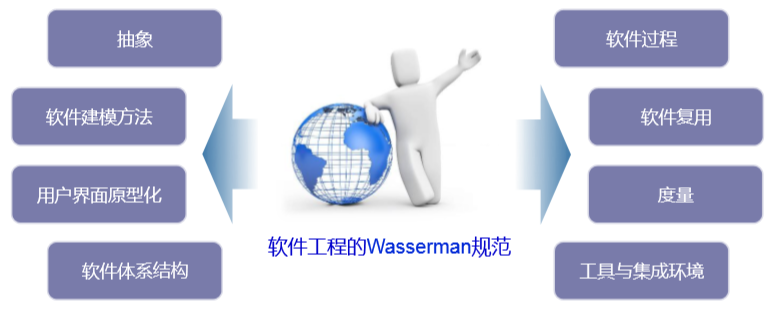 抽象
软件建模方法
用户界面原型化
软件体系结构
软件工程的Wasserman规范
软件过程
软件复用
度量
工具与集成环境